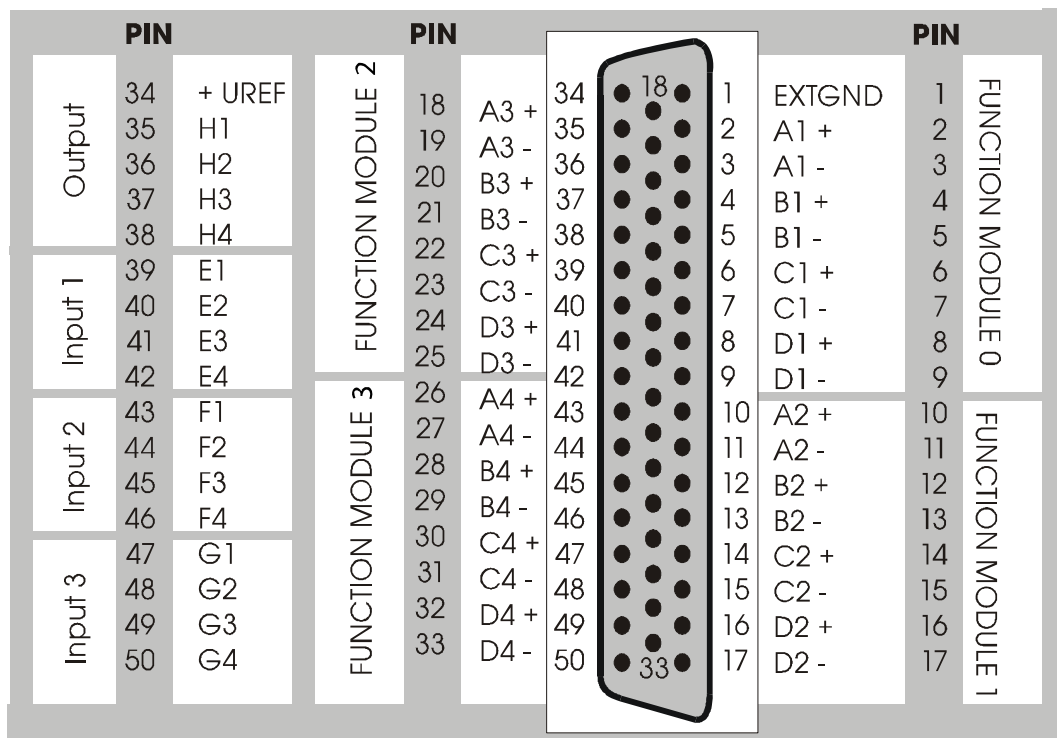 PIN PIN PIN
Output
34 + UREF
35 H1
36 H2
37 H3
38 H4
Input 1
39 E1
40 E2
41 E3
42 E4
Input 2
43 F1
44 F2
45 F3
46 F4
Input 3
47 G1
48 G2
49 G3
50 G4
FUNCTION MODULE 2
18 A3 +
19 A3 -
20 B3 +
21 B3 -
22 C3 +
23 C3 -
24 D3 +
25 D3 -
FUNCTION MODULE 3
26 A4 +
27 A4 -
28 B4 +
29 B4 -
30 C4 +
31 C4 -
32 D4 +
33 D4 -
34
35
36
37
38
39
40
41
42
43
44
45
46
47
48
49
50
18
33
1
2
3
4
5
6
7
8
9
10
11
12
13
14
15
16
17
EXTGND 1
A1 + 2
A1 - 3
B1 + 4
B1 - 5
C1 + 6
C1 - 7
D1 + 8
D1 - 9
FUNCTION MODULE 0
A2 + 10
A2 - 11
B2 + 12
B2 - 13
C2 + 14
C2 - 15
D2 + 16
D2 - 17
FUNCTION MODULE 1